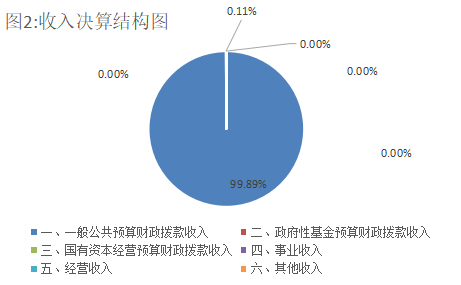 图2:收入决算结构图
0.11%
0.00%
0.00%
0.00%
0.00%
99.89%
一、一般公共预算财政拨款收入
二、政府性基金预算财政拨款收入
三、国有资本经营预算财政拨款收入
四、事业收入
五、经营收入
六、其他收入